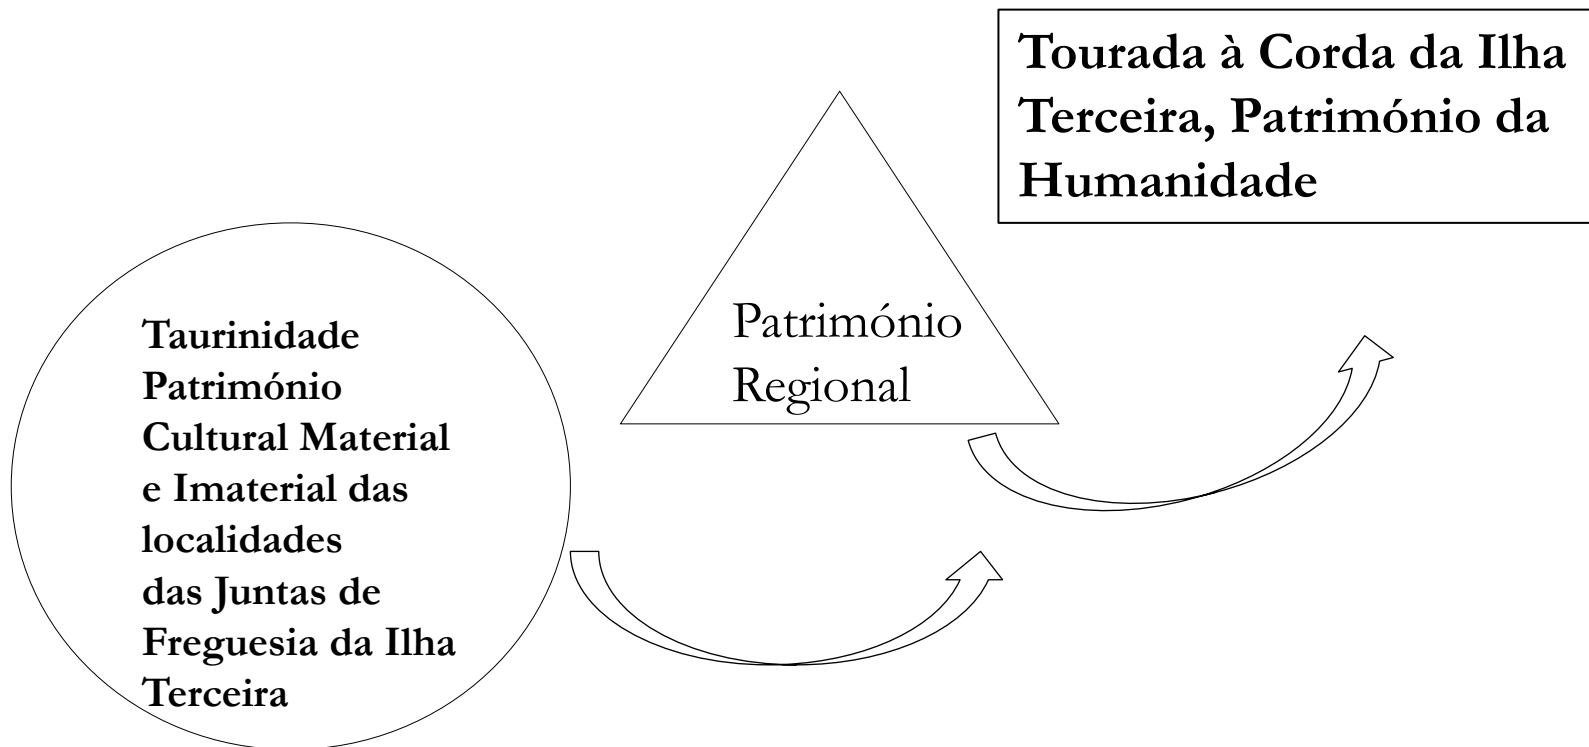 Tourada à Corda da Ilha
Terceira, Património da
Humanidade
Património
Regional
Taurinidade
Património
Cultural Material
e Imaterial das
localidades
das Juntas de
Freguesia da Ilha
Terceira